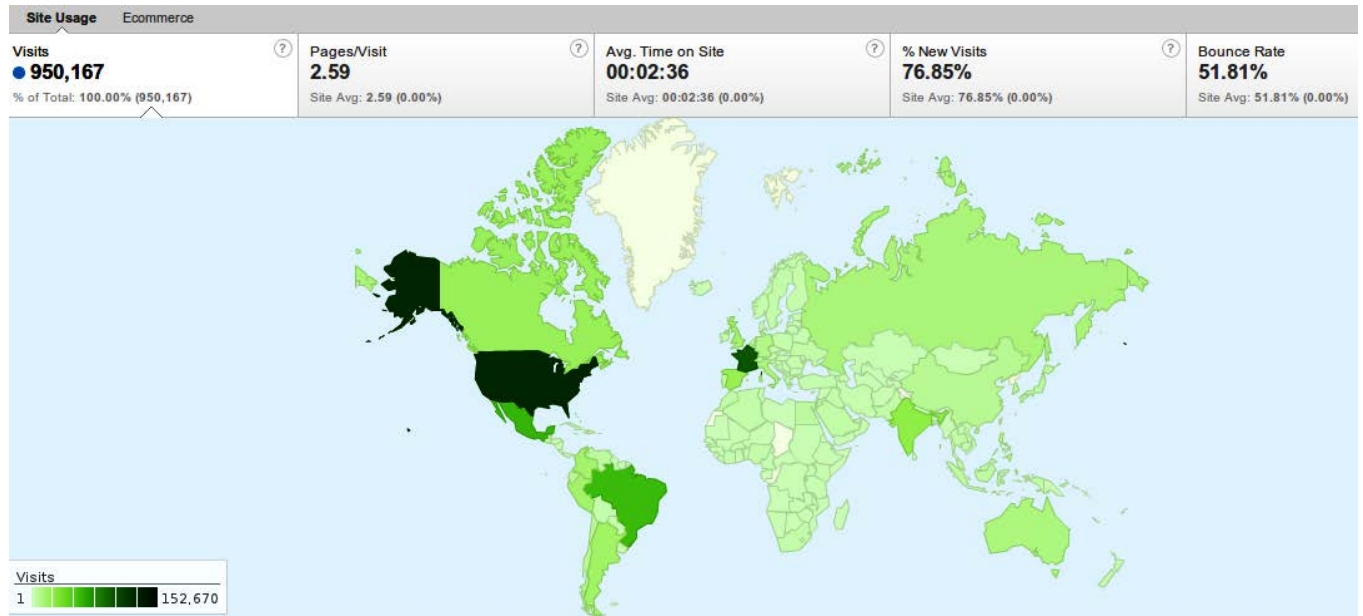 Site Usage Ecommerce
Visits ?
950,167
% of Total: 100.00% (950,167)
Pages/Visit ?
2.59
Site Avg: 2.59 (0.00%)
Avg. Time on Site ?
00:02:36
Site Avg: 00:02:36 (0.00%)
% New Visits ?
76.85%
Site Avg: 76.85% (0.00%)
Bounce Rate
51.81%
Site Avg: 51.81% (0.00%)
Visits
1 152,670